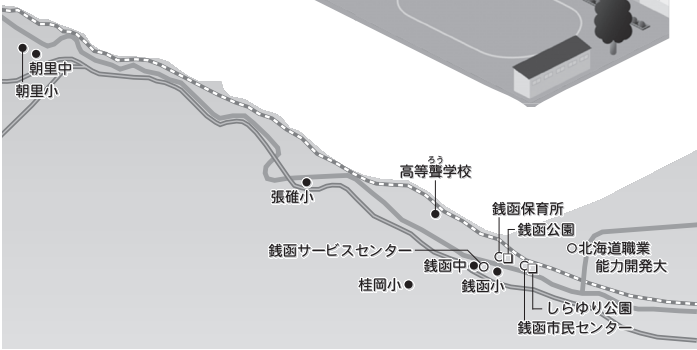 朝里中
朝里小
ろう
高等聾学校
張碓小
銭函保育所
銭函公園
銭函サービスセンター
北海道職業
能力開発大
銭函中
銭函小
桂岡小
しらゆり公園
銭函市民センター